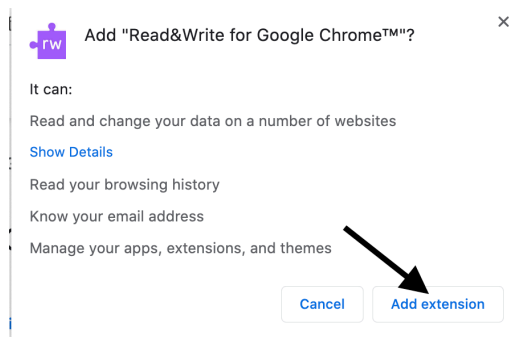 rw
Add "Read&Write for Google Chrome™"?
It can:
Read and change your data on a number of websites
Show Details
Read your browsing history
Know your email address
Manage your apps, extensions, and themes
Cancel
Add extension